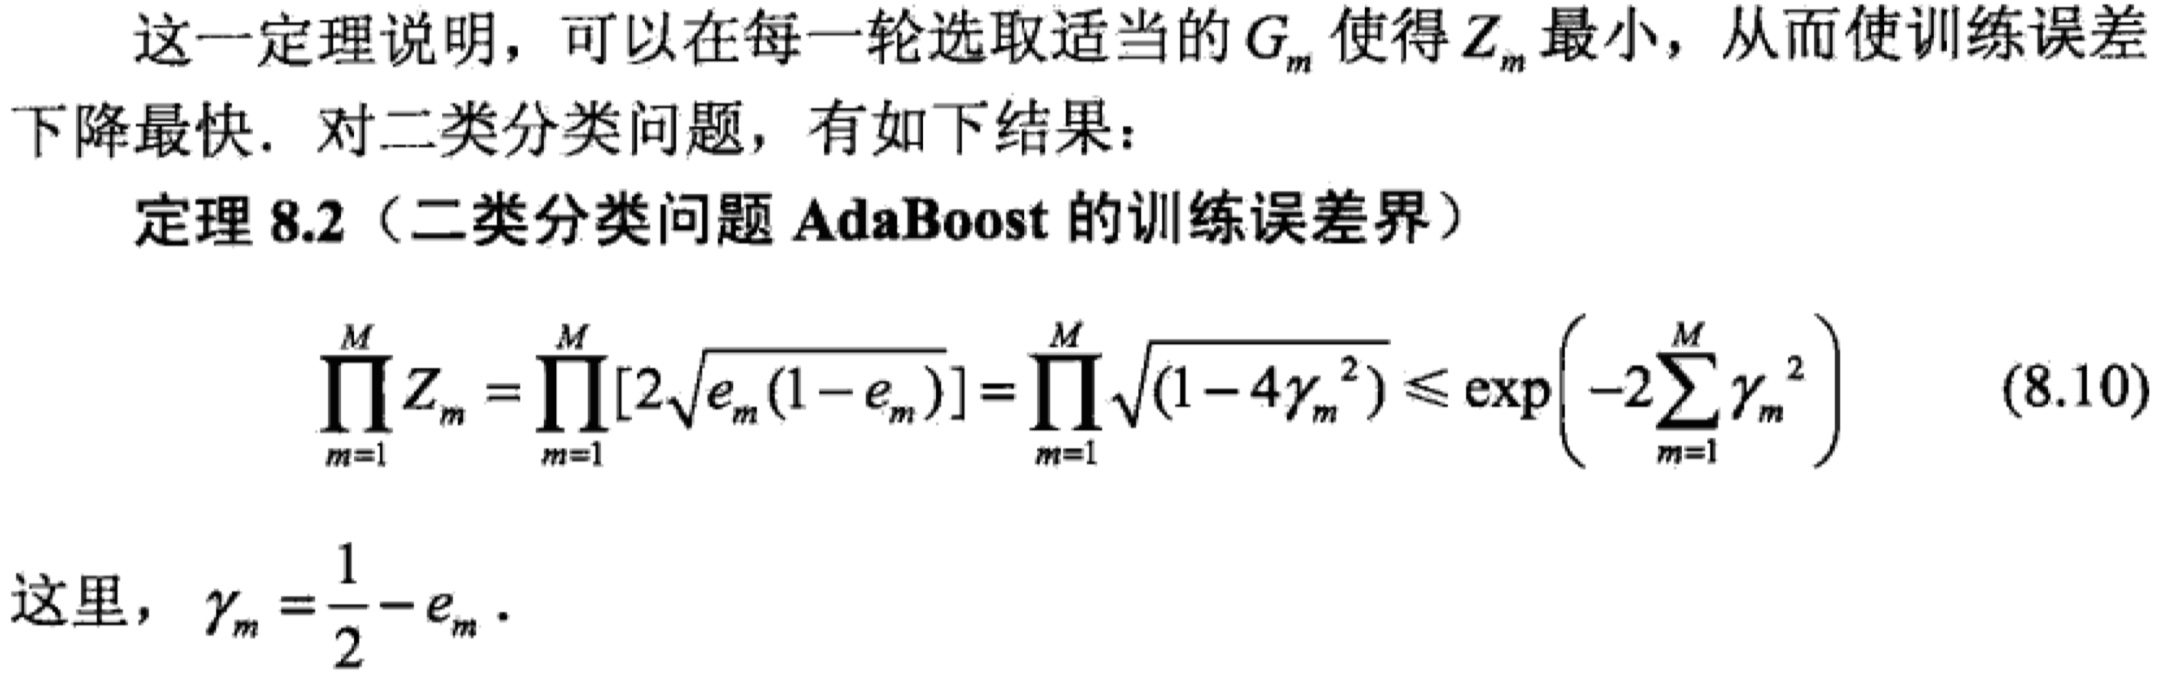 这一定理说明，可以在每一轮选取适当的 G_m 使得 Z_m 最小，从而使训练误差
下降最快．对二类分类问题，有如下结果：
定理 8.2（二类分类问题 AdaBoost 的训练误差界）
\prod_{m=1}^{M} Z_m = \prod_{m=1}^{M} [2\sqrt{e_m(1-e_m)}] = \prod_{m=1}^{M} \sqrt{(1-4\gamma_m^2)} \leqslant \exp\left(-2\sum_{m=1}^{M} \gamma_m^2\right) (8.10)
这里，\gamma_m = \frac{1}{2} - e_m．